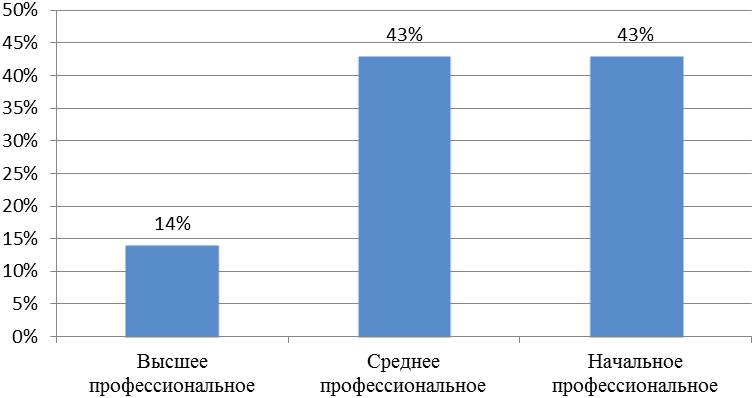 50%
45%
40%
35%
30%
25%
20%
15%
10%
5%
0%
14%
43%
43%
Высшее
профессиональное
Среднее
профессиональное
Начальное
профессиональное